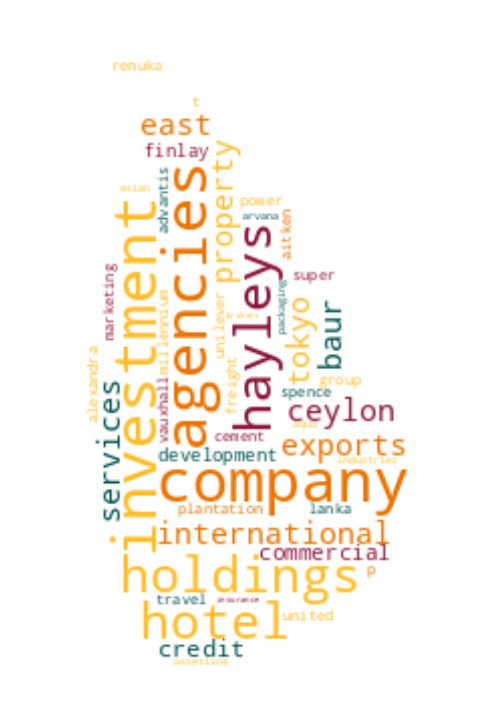 renuka
t
east
finlay
asian
advantis
agencies
property
power
arvana
aitken
investment
hayleys
super
marketing
millennium
unilever
packaging
tokyo
baur
alexandra
vauxhall
freight
group
services
spence
ceylon
aqua
cement
exports
development
industries
company
plantation
lanka
international
commercial
holdings
p
travel
insurance
hotel
united
credit
assetline